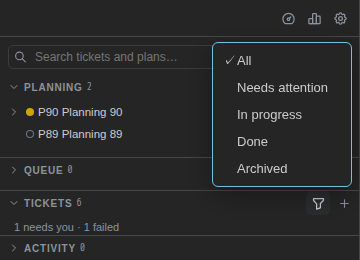 Search tickets and plans…
✓ All
Needs attention
In progress
Done
Archived
PLANNING 2
P90 Planning 90
P89 Planning 89
QUEUE 0
TICKETS 6
1 needs you · 1 failed
ACTIVITY 0